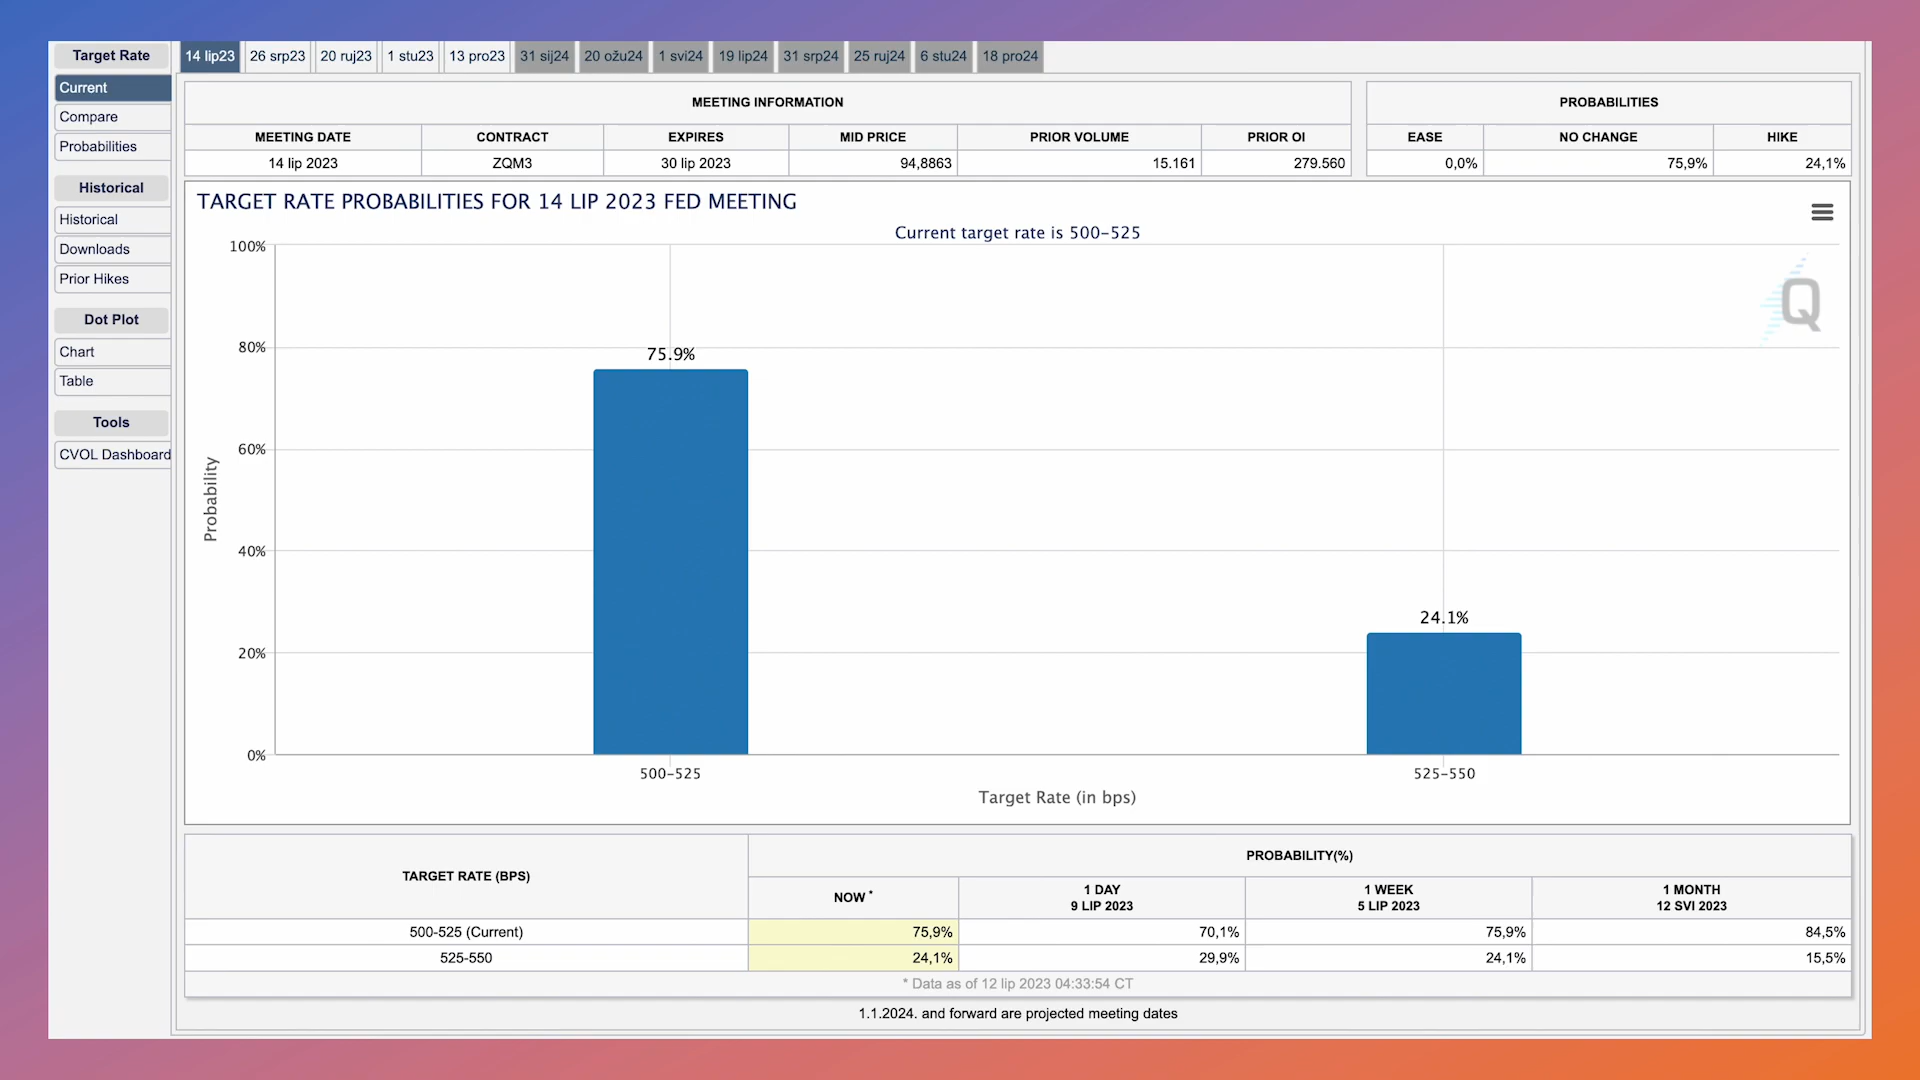 Target Rate
Current
Compare
Probabilities
Historical
Historical
Downloads
Prior Hikes
Dot Plot
Chart
Table
Tools
CVOL Dashboard
14 lip23 26 srp23 20 ruj23 1 stu23 13 pro23 31 sij24 20 ožu24 1 svi24 19 lip24 31 srp24 25 ruj24 6 stu24 18 pro24
MEETING INFORMATION
MEETING DATE CONTRACT EXPIRES MID PRICE PRIOR VOLUME PRIOR OI
14 lip 2023 ZQM3 30 lip 2023 94,8863 15.161 279.560
PROBABILITIES
EASE NO CHANGE HIKE
0,0% 75,9% 24,1%
TARGET RATE PROBABILITIES FOR 14 LIP 2023 FED MEETING
Current target rate is 500-525
Q
100%
80%
60%
40%
20%
0%
Probability
75.9%
24.1%
500-525 525-550
Target Rate (in bps)
TARGET RATE (BPS) PROBABILITY(%)
NOW * 1 DAY 1 WEEK 1 MONTH
9 LIP 2023 5 LIP 2023 12 SVI 2023
500-525 (Current) 75,9% 70,1% 75,9% 84,5%
525-550 24,1% 29,9% 24,1% 15,5%
* Data as of 12 lip 2023 04:33:54 CT
1.1.2024. and forward are projected meeting dates